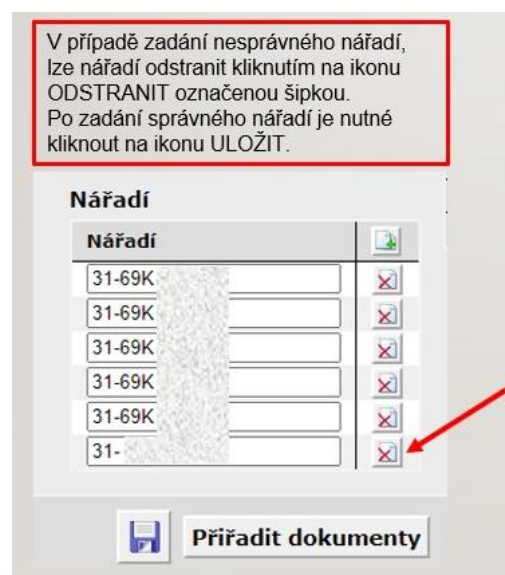 V případě zadání nesprávného nářadí,
lze nářadí odstranit kliknutím na ikonu
ODSTRANIT označenou šipkou.
Po zadání správného nářadí je nutné
kliknout na ikonu ULOŽIT.
Nářadí
Nářadí
31-69K
31-69K
31-69K
31-69K
31-69K
31-
Přiřadit dokumenty